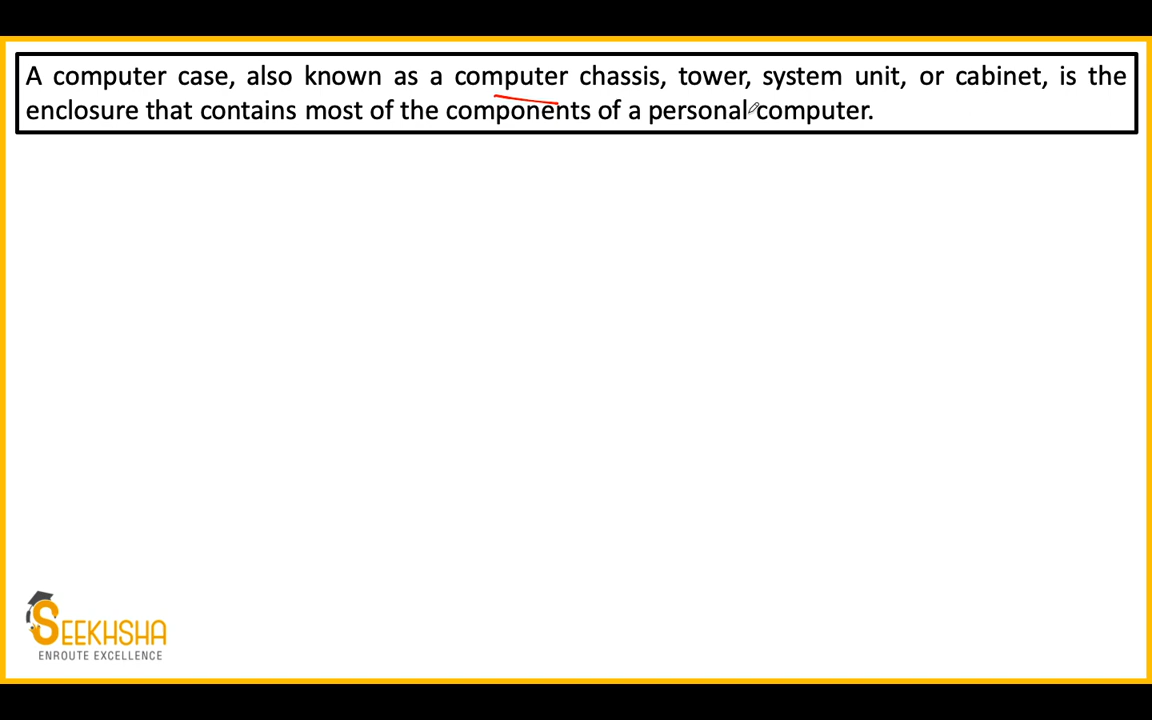 A computer case, also known as a computer chassis, tower, system unit, or cabinet, is the
enclosure that contains most of the components of a personal computer.
SEEKHSHA
ENROUTE EXCELLENCE